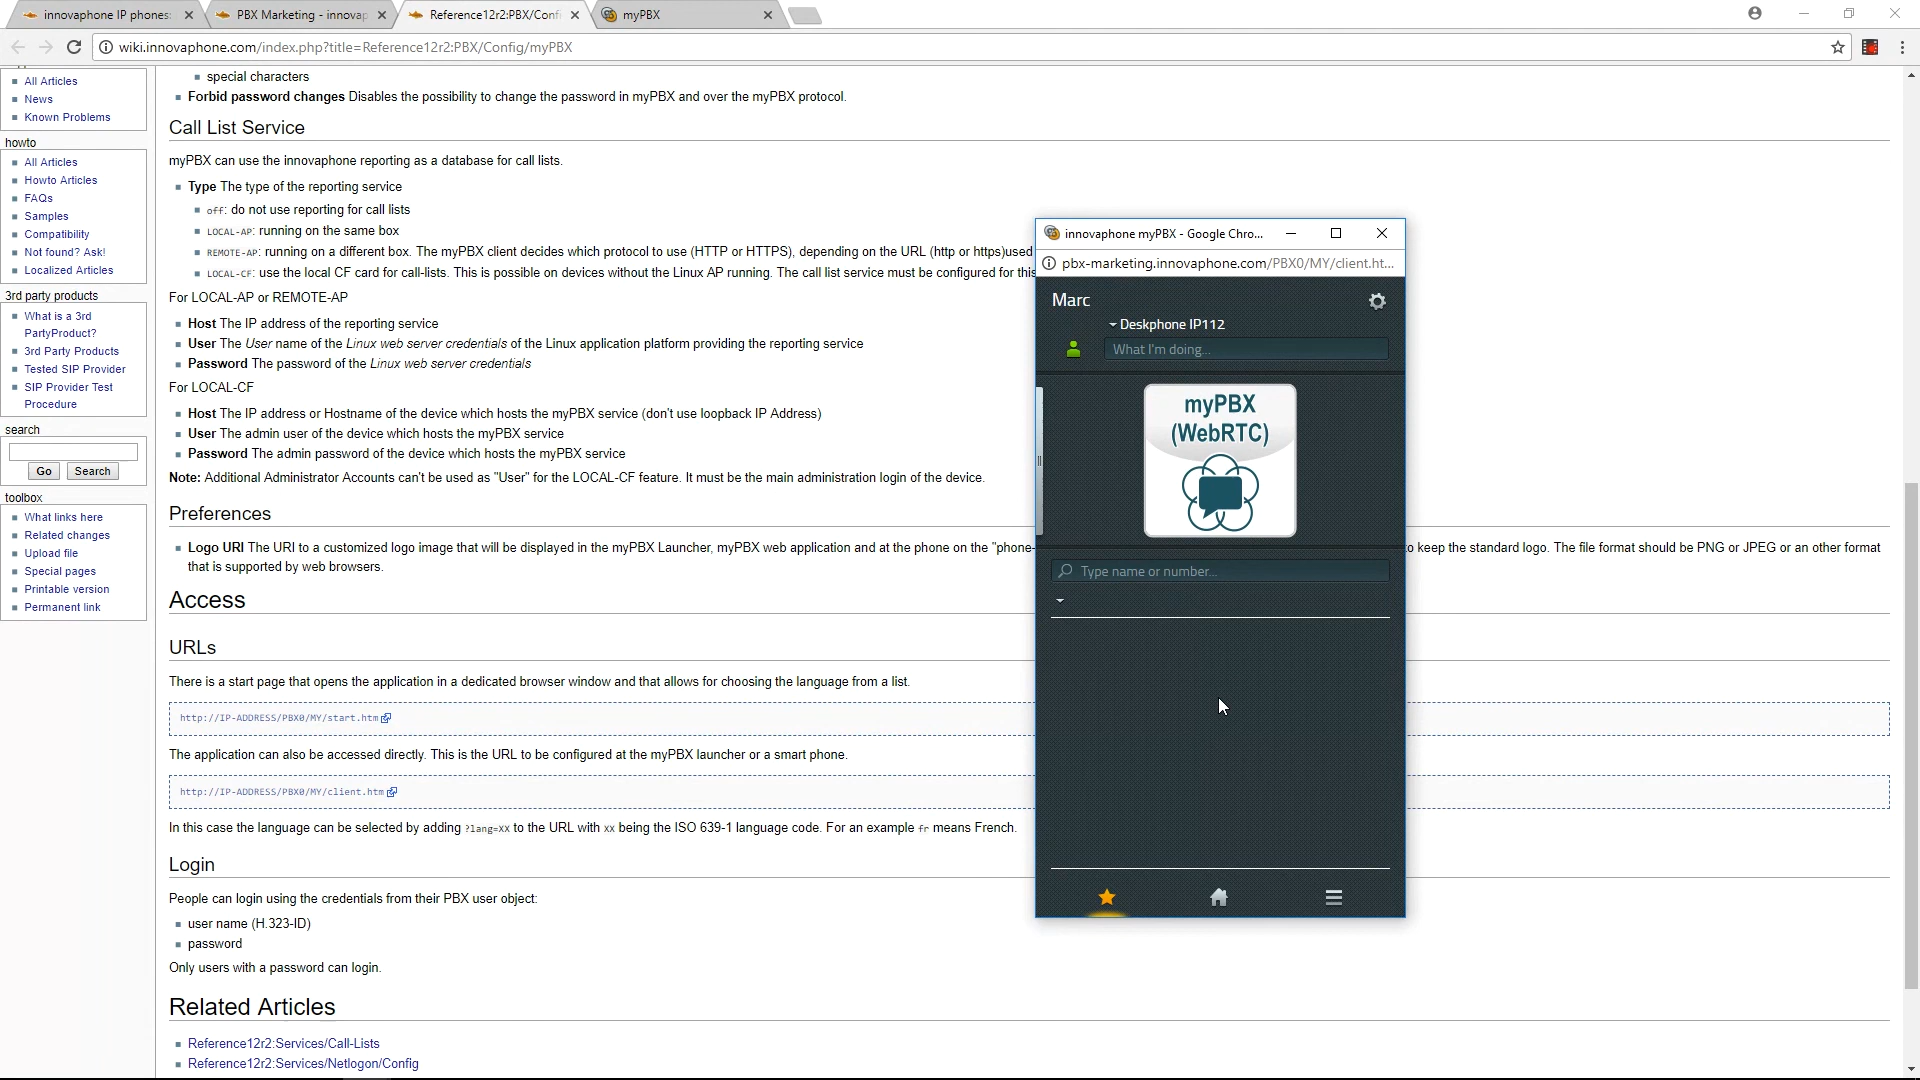 innovaphone IP phones:
PBX Marketing - innovap
Reference12r2:PBX/Confi
myPBX
wiki.innovaphone.com/index.php?title=Reference12r2:PBX/Config/myPBX
All Articles
News
Known Problems
howto
All Articles
Howto Articles
FAQs
Samples
Compatibility
Not found? Ask!
Localized Articles
3rd party products
What is a 3rd
PartyProduct?
3rd Party Products
Tested SIP Provider
SIP Provider Test
Procedure
search
Go
Search
toolbox
What links here
Related changes
Upload file
Special pages
Printable version
Permanent link
special characters
Forbid password changes Disables the possibility to change the password in myPBX and over the myPBX protocol.
Call List Service
myPBX can use the innovaphone reporting as a database for call lists.
Type The type of the reporting service
off: do not use reporting for call lists
LOCAL-AP: running on the same box
REMOTE-AP: running on a different box. The myPBX client decides which protocol to use (HTTP or HTTPS), depending on the URL (http or https)used
LOCAL-CF: use the local CF card for call-lists. This is possible on devices without the Linux AP running. The call list service must be configured for this
For LOCAL-AP or REMOTE-AP
Host The IP address of the reporting service
User The User name of the Linux web server credentials of the Linux application platform providing the reporting service
Password The password of the Linux web server credentials
For LOCAL-CF
Host The IP address or Hostname of the device which hosts the myPBX service (don't use loopback IP Address)
User The admin user of the device which hosts the myPBX service
Password The admin password of the device which hosts the myPBX service
Note: Additional Administrator Accounts can't be used as "User" for the LOCAL-CF feature. It must be the main administration login of the device.
Preferences
Logo URI The URI to a customized logo image that will be displayed in the myPBX Launcher, myPBX web application and at the phone on the "phone- o keep the standard logo. The file format should be PNG or JPEG or an other format
that is supported by web browsers.
Access
URLs
There is a start page that opens the application in a dedicated browser window and that allows for choosing the language from a list.
http://IP-ADDRESS/PBX0/MY/start.htm
The application can also be accessed directly. This is the URL to be configured at the myPBX launcher or a smart phone.
http://IP-ADDRESS/PBX0/MY/client.htm
In this case the language can be selected by adding ?lang=xx to the URL with xx being the ISO 639-1 language code. For an example fr means French.
Login
People can login using the credentials from their PBX user object:
user name (H.323-ID)
password
Only users with a password can login.
Related Articles
Reference12r2:Services/Call-Lists
Reference12r2:Services/Netlogon/Config
innovaphone myPBX - Google Chro...
pbx-marketing.innovaphone.com/PBX0/MY/client.ht...
Marc
Deskphone IP112
What I'm doing...
myPBX
(WebRTC)
Type name or number...